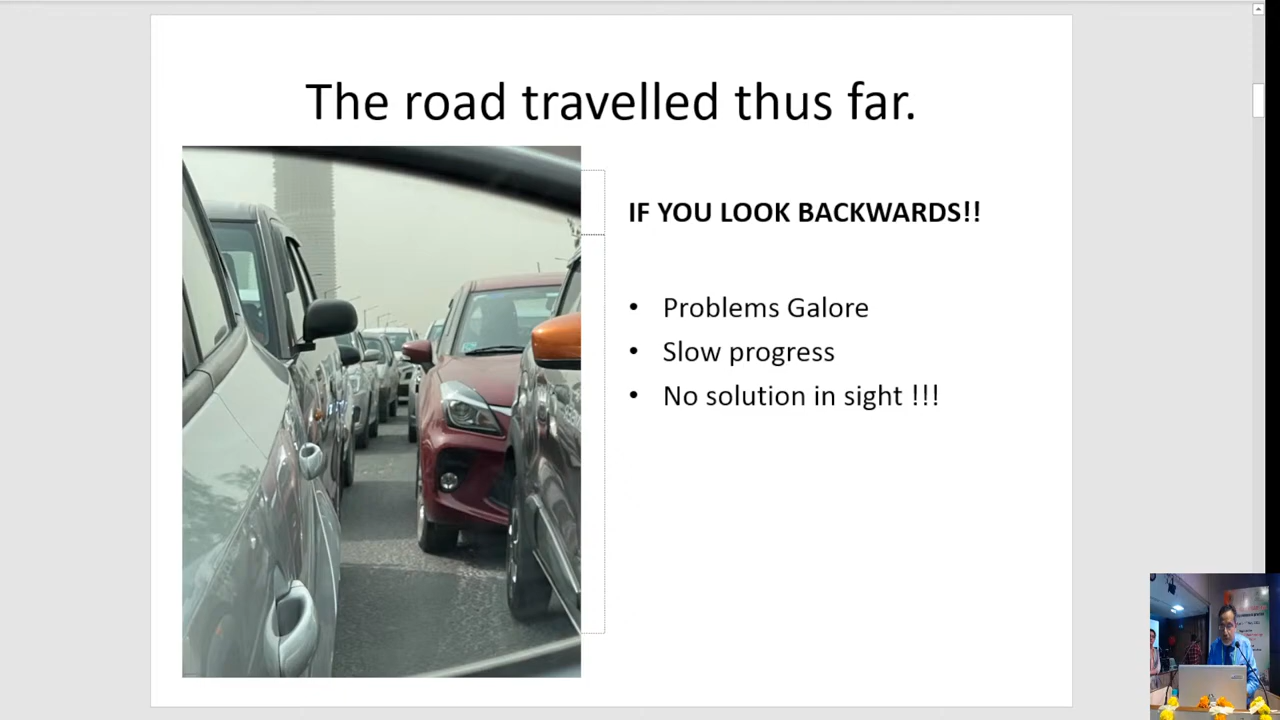 The road travelled thus far.
IF YOU LOOK BACKWARDS!!
• Problems Galore
• Slow progress
• No solution in sight !!!